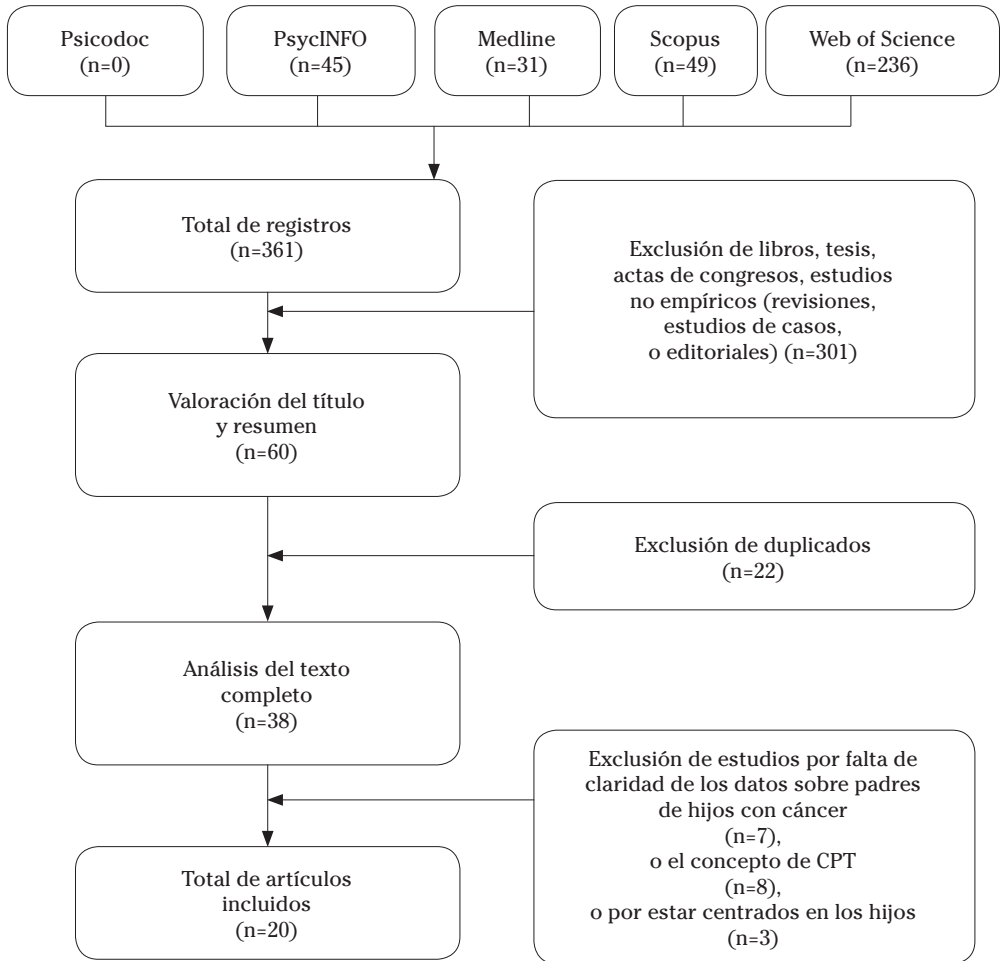 Psicodoc
(n=0)
PsycINFO
(n=45)
Medline
(n=31)
Scopus
(n=49)
Web of Science
(n=236)
Total de registros
(n=361)
Exclusión de libros, tesis,
actas de congresos, estudios
no empíricos (revisiones,
estudios de casos,
o editoriales) (n=301)
Valoración del título
y resumen
(n=60)
Exclusión de duplicados
(n=22)
Análisis del texto
completo
(n=38)
Exclusión de estudios por falta de
claridad de los datos sobre padres
de hijos con cáncer
(n=7),
o el concepto de CPT
(n=8),
o por estar centrados en los hijos
(n=3)
Total de artículos
incluidos
(n=20)